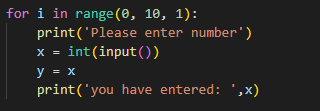 for i in range(0, 10, 1):
    print('Please enter number')
    x = int(input())
    y = x
    print('you have entered: ',x)